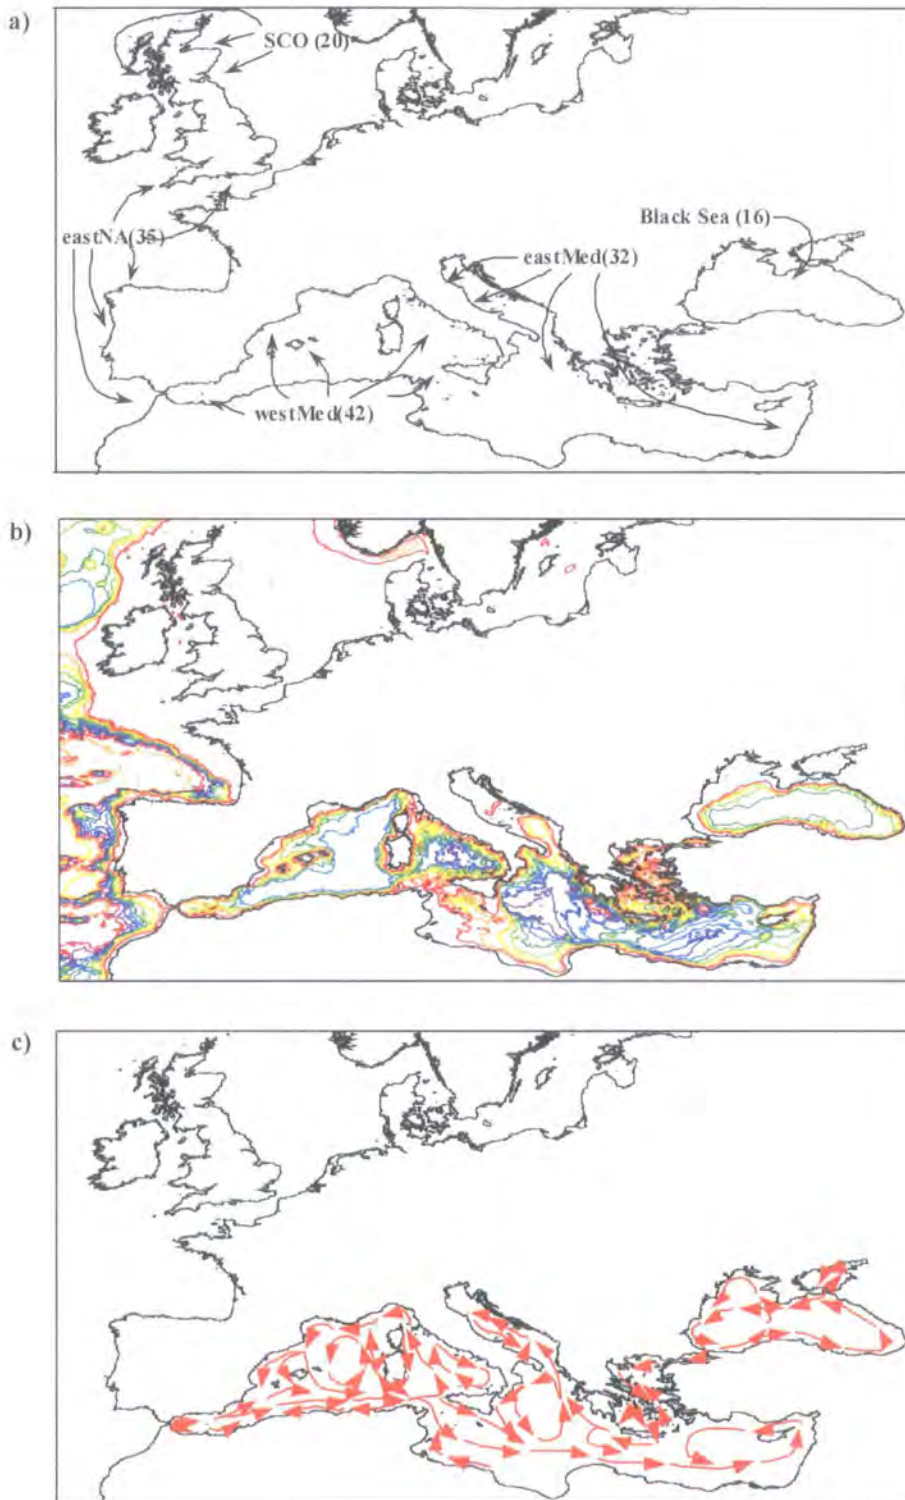 a)
SCO (20)
Black Sea (16)
eastNA(35)
eastMed(32)
westMed(42)
b)
c)